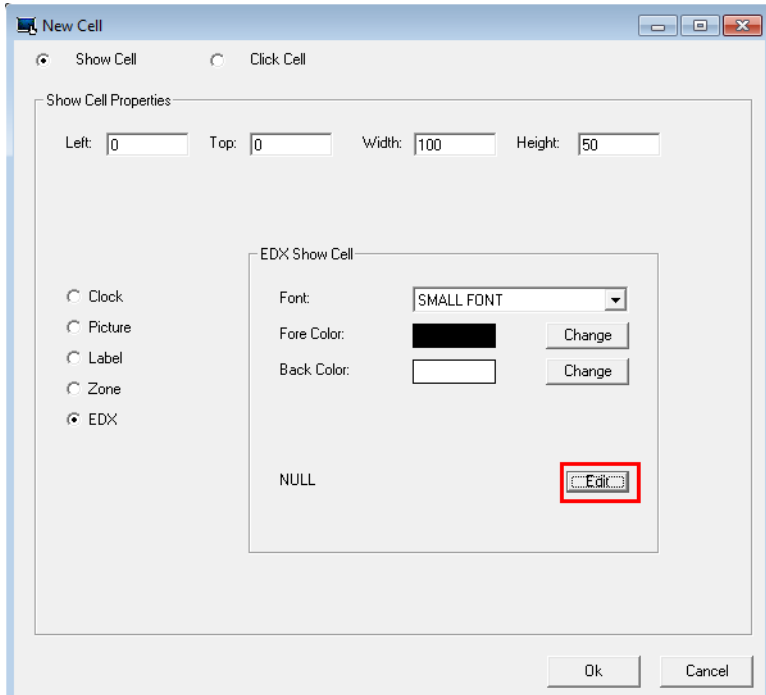 New Cell
Show Cell Click Cell
Show Cell Properties
Left: 0 Top: 0 Width: 100 Height: 50
EDX Show Cell
Clock Font: SMALL FONT
Picture Fore Color: Change
Label Back Color: Change
Zone
EDX
NULL Edit
Ok Cancel